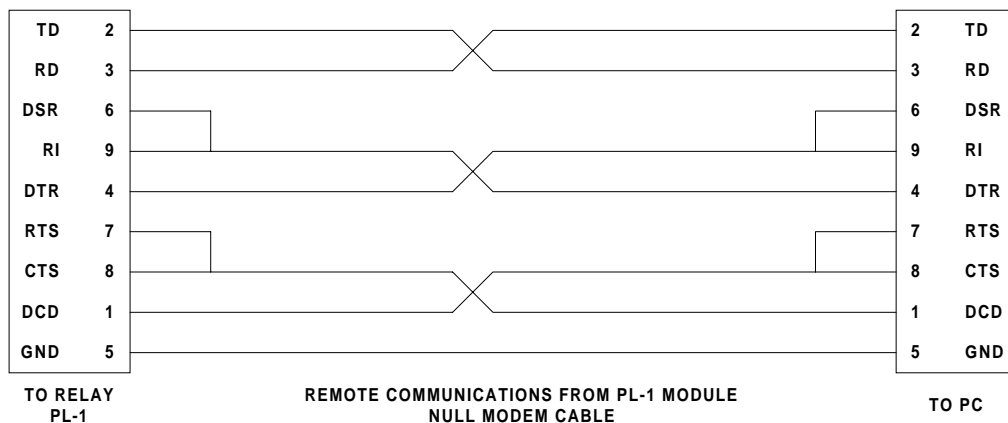 TD 2 2 TD
RD 3 3 RD
DSR 6 6 DSR
RI 9 9 RI
DTR 4 4 DTR
RTS 7 7 RTS
CTS 8 8 CTS
DCD 1 1 DCD
GND 5 5 GND
TO RELAY
PL-1
REMOTE COMMUNICATIONS FROM PL-1 MODULE
NULL MODEM CABLE
TO PC